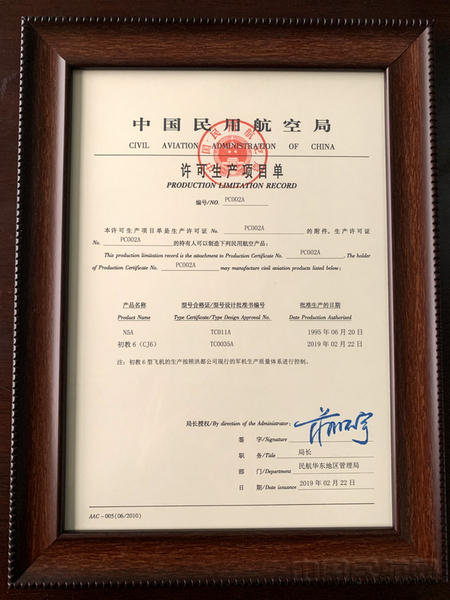 中国民用航空局
CIVIL AVIATION ADMINISTRATION OF CHINA
许可生产项目单
PRODUCTION LIMITATION RECORD
编号/NO. PC002A
本许可生产项目单是生产许可证 No. PC002A 的附件。生产许可证
No. PC002A 的持有人可以制造下列民用航空产品:
This production limitation record is the attachment to Production Certificate No. PC002A. The holder
of Production Certificate No. PC002A may manufacture civil aviation products listed below:
产品名称 型号合格证/型号设计批准书编号 批准生产的日期
Product Name Type Certificate/Type Design Approval No. Date Production Authorized
N5A TC011A 1995 年 06 月 20 日
初教 6 (CJ6) TC0035A 2019 年 02 月 22 日
注:初教 6 型飞机的生产按照洪都公司现行的军机生产质量体系进行控制。
局长授权/By direction of the Administrator:
签 字/Signature
职 务/Title 局长
部 门/Department 民航华东地区管理局
日 期/Date issuance 2019 年 02 月 22 日
AAC-005(06/2010)